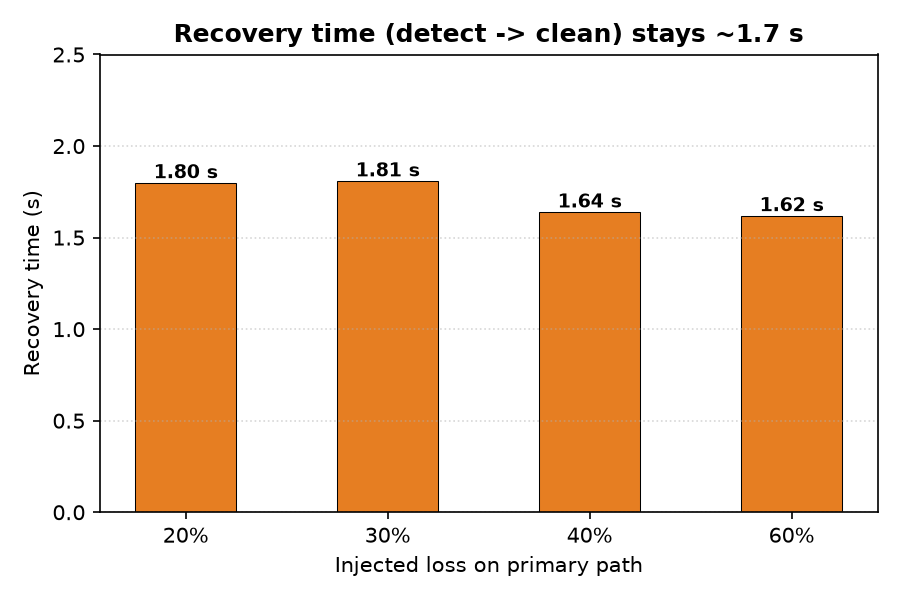 Recovery time (detect -> clean) stays ~1.7 s
Recovery time (s)
2.5
2.0
1.5
1.0
0.5
0.0
1.80 s
1.81 s
1.64 s
1.62 s
20%
30%
40%
60%
Injected loss on primary path